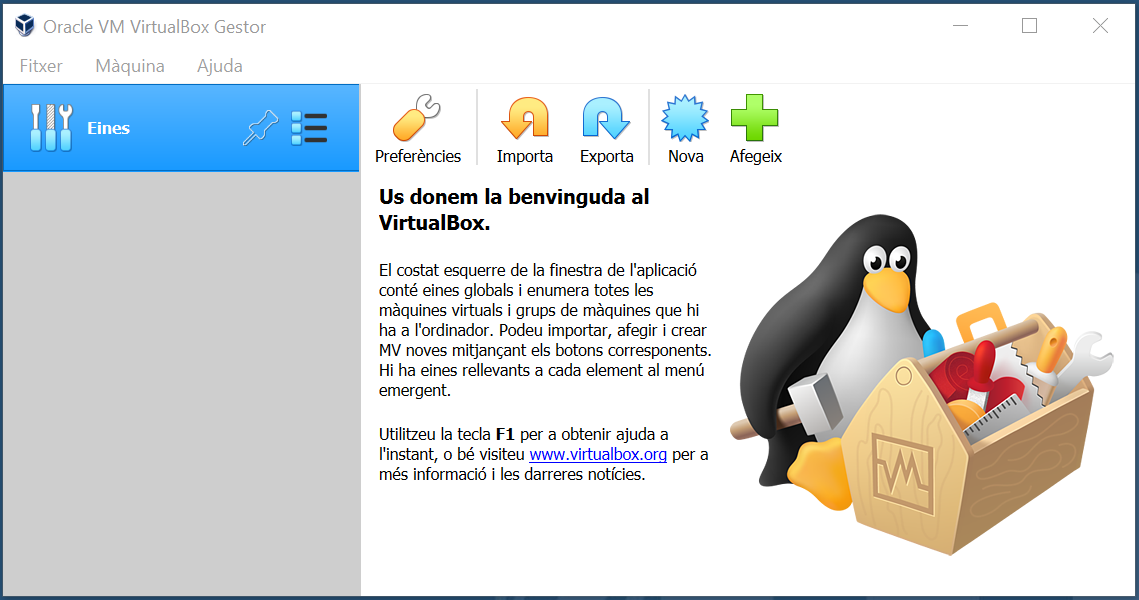 Oracle VM VirtualBox Gestor
Fitxer Màquina Ajuda
Eines
Preferències Importa Exporta Nova Afegeix
Us donem la benvinguda al
VirtualBox.
El costat esquerre de la finestra de l'aplicació
conté eines globals i enumera totes les
màquines virtuals i grups de màquines que hi
ha a l'ordinador. Podeu importar, afegir i crear
MV noves mitjançant els botons corresponents.
Hi ha eines rellevants a cada element al menú
emergent.
Utilitzeu la tecla F1 per a obtenir ajuda a
l'instant, o bé visiteu www.virtualbox.org per a
més informació i les darreres notícies.